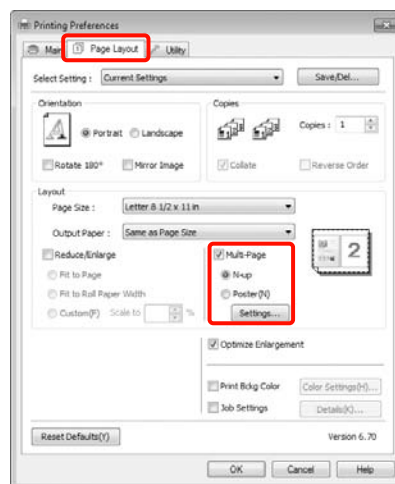 Printing Preferences
Main Page Layout Utility
Select Setting : Current Settings Save/Del...
Orientation Copies
A Portrait Landscape Copies : 1
Rotate 180° Mirror Image Collate Reverse Order
Layout
Page Size : Letter 8 1/2 x 11 in
Output Paper : Same as Page Size
Reduce/Enlarge Multi-Page 2
Fit to Page N-up
Fit to Roll Paper Width Poster(N)
Custom(F) Scale to % Settings...
Optimize Enlargement
Print Bckg Color Color Settings(H)...
Job Settings Details(K)...
Reset Defaults(Y) Version 6.70
OK Cancel Help